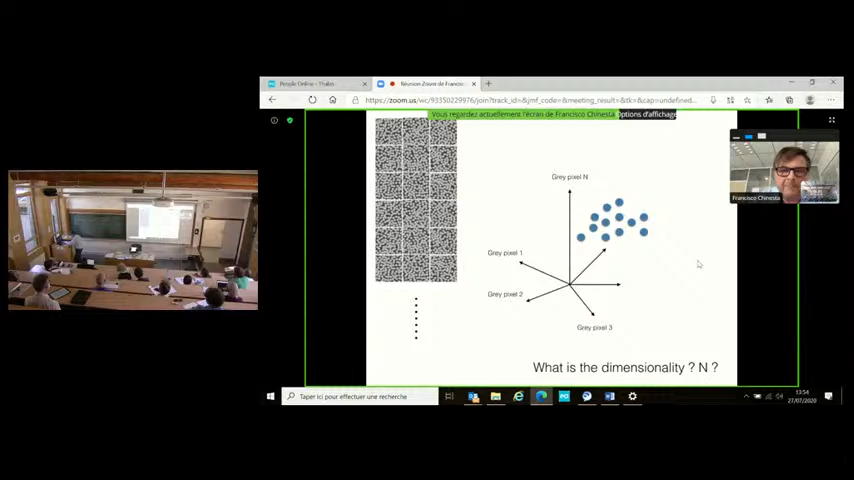 People Online - Thalas
Réunion Zoom de Francis
https://zoom.us/wc/93350229976/join?track_id=&jmf_code=&meeting_result=&tk=&cap=undefined...
Vous regardez actuellement l'écran de Francisco Chinesta
Options d'affichage
Francisco Chinesta
Grey pixel N
Grey pixel 1
Grey pixel 2
Grey pixel 3
What is the dimensionality ? N ?
Taper ici pour effectuer une recherche
13:54
27/07/2020